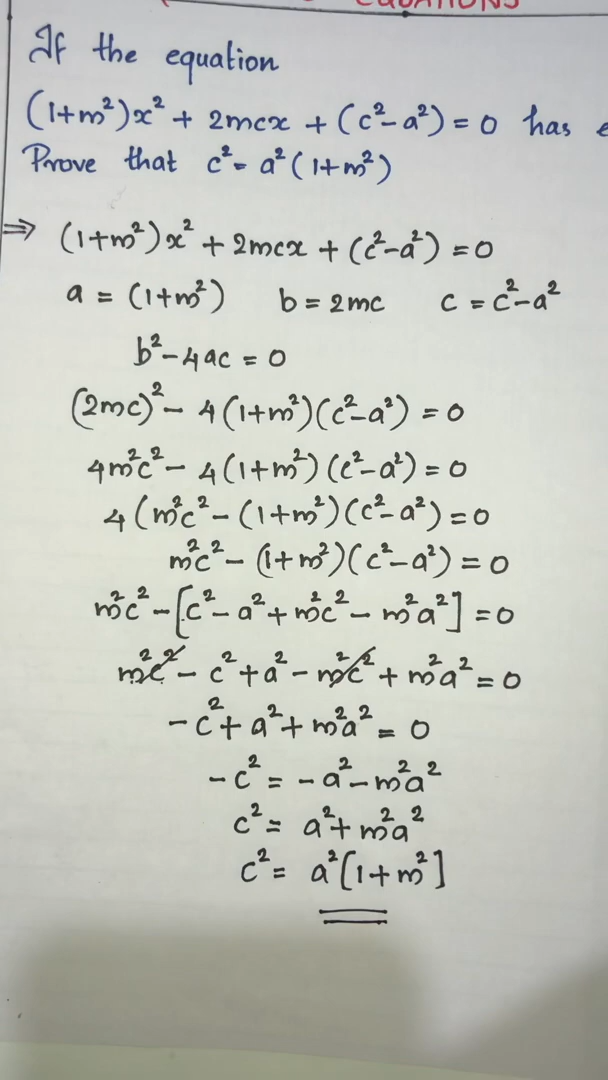 EQUATIONS
If the equation
(1+m²)x² + 2mcx + (c²-a²) = 0 has
Prove that c² = a²(1+m²)
⇒ (1+m²)x² + 2mcx + (c²-a²) = 0
a = (1+m²) b = 2mc c = c²-a²
b²-4ac = 0
(2mc)² - 4(1+m²)(c²-a²) = 0
4m²c² - 4(1+m²)(c²-a²) = 0
4(m²c² - (1+m²)(c²-a²) = 0
m²c² - (1+m²)(c²-a²) = 0
m²c² - [c²-a²+m²c²-m²a²] = 0
m²c² - c²+a² - m²c² + m²a² = 0
-c²+a²+m²a² = 0
-c² = -a²-m²a²
c² = a²+m²a²
c² = a²[1+m²]